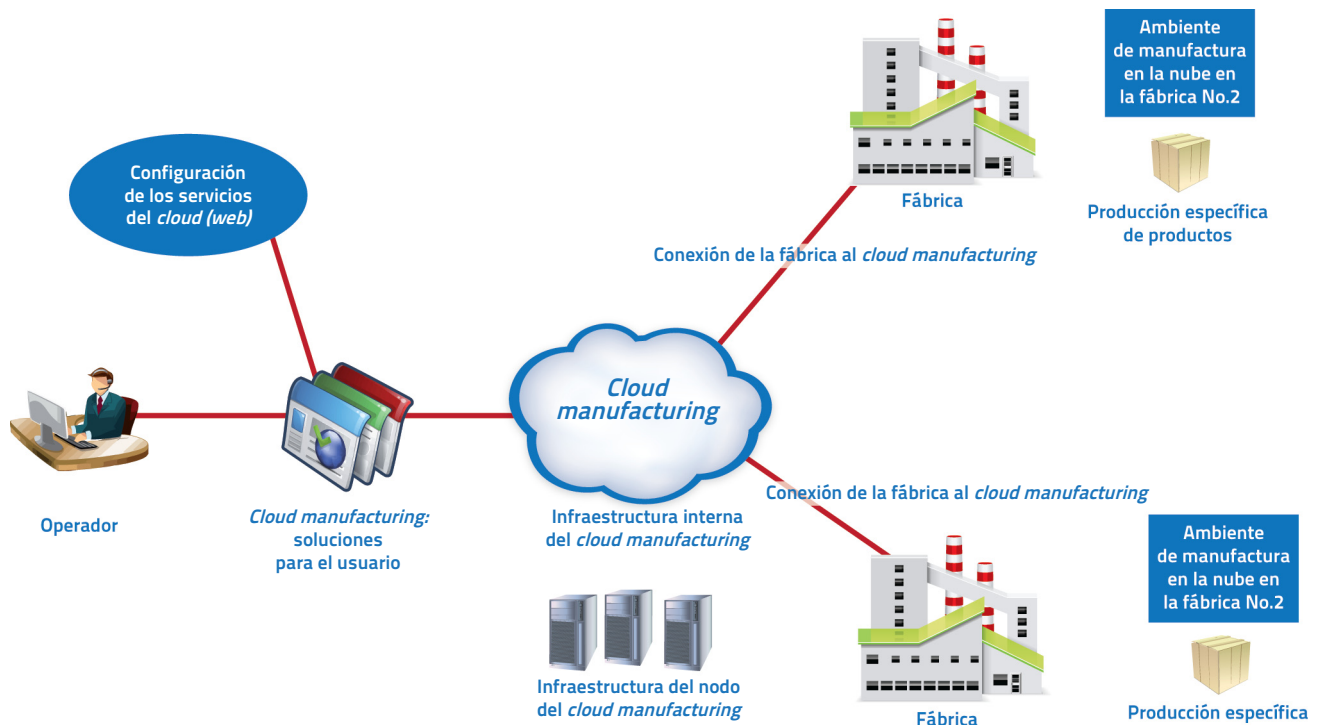 Ambiente
de manufactura
en la nube en
la fábrica No.2
Configuración
de los servicios
del cloud (web)
Fábrica
Producción específica
de productos
Conexión de la fábrica al cloud manufacturing
Cloud
manufacturing
Conexión de la fábrica al cloud manufacturing
Operador
Cloud manufacturing:
soluciones
para el usuario
Infraestructura interna
del cloud manufacturing
Ambiente
de manufactura
en la nube en
la fábrica No.2
Infraestructura del nodo
del cloud manufacturing
Fábrica
Producción específica